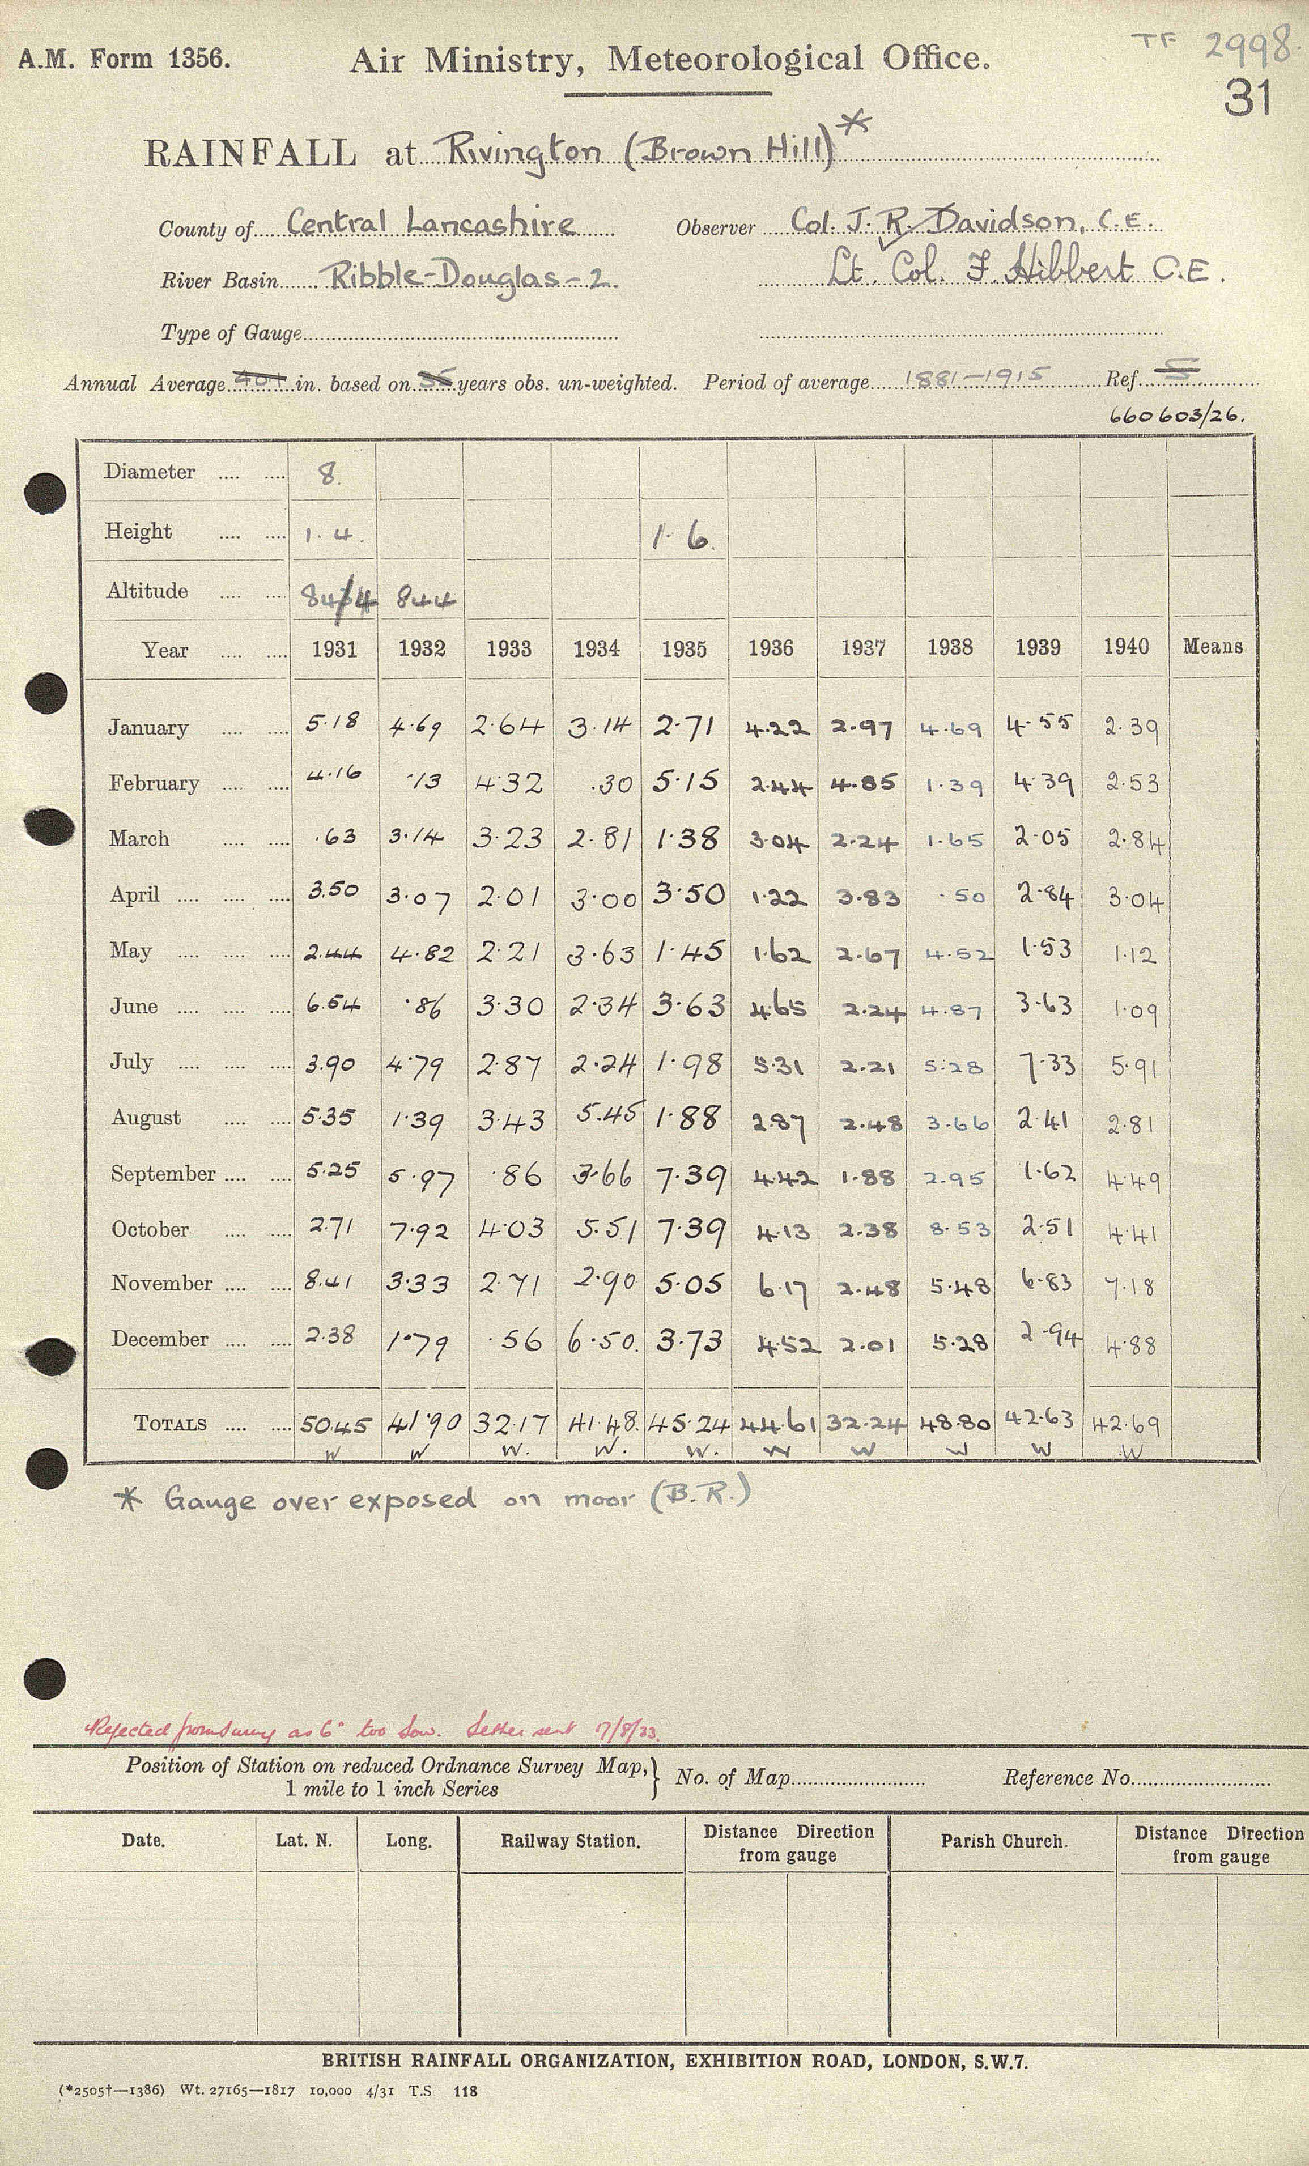 TF 2998.
A.M. Form 1356. Air Ministry, Meteorological Office.
31
RAINFALL at Rivington (Brown Hill)*
County of Central Lancashire Observer Col. J. R. Davidson, C.E.
River Basin Ribble-Douglas-2. Lt. Col. F. Hibbert C.E.
Type of Gauge
Annual Average in. based on 35 years obs. un-weighted. Period of average 1881-1915 Ref. 5
660603/26.
Diameter 8.
Height 1.4 1.6
Altitude 844 844
Year 1931 1932 1933 1934 1935 1936 1937 1938 1939 1940 Means
January 5.18 4.69 2.64 3.14 2.71 4.22 2.97 4.69 4.55 2.39
February 4.16 .13 4.32 .30 5.15 2.44 4.85 1.39 4.39 2.53
March .63 3.14 3.23 2.81 1.38 3.04 2.24 1.65 2.05 2.84
April 3.50 3.07 2.01 3.00 3.50 1.22 3.83 .50 2.84 3.04
May 2.44 4.82 2.21 3.63 1.45 1.62 2.67 4.52 1.53 1.12
June 6.54 .86 3.30 2.34 3.63 4.65 2.24 4.87 3.63 1.09
July 3.90 4.79 2.87 2.24 1.98 5.31 2.21 5.28 7.33 5.91
August 5.35 1.39 3.43 5.45 1.88 2.87 2.48 3.66 2.41 2.81
September 5.25 5.97 .86 3.66 7.39 4.42 1.88 2.95 1.62 4.49
October 2.71 7.92 4.03 5.51 7.39 4.13 2.38 8.53 2.51 4.41
November 8.41 3.33 2.71 2.90 5.05 6.17 2.48 5.48 6.83 7.18
December 2.38 1.79 .56 6.50. 3.73 4.52 2.01 5.28 2.94 4.88
TOTALS 50.45 41.90 32.17 41.48. 45.24 44.61 32.24 48.80 42.63 42.69
W W W. W. W. W W W W W
* Gauge over exposed on moor (B.R.)
Rejected from Survey as 6" too low. Letter sent 7/8/33.
Position of Station on reduced Ordnance Survey Map,} No. of Map Reference No.
1 mile to 1 inch Series
Date. Lat. N. Long. Railway Station. Distance Direction from gauge Parish Church. Distance Direction from gauge
BRITISH RAINFALL ORGANIZATION, EXHIBITION ROAD, LONDON, S.W.7.
(*2505†—1386) Wt. 27165—1817 10,000 4/31 T.S 118